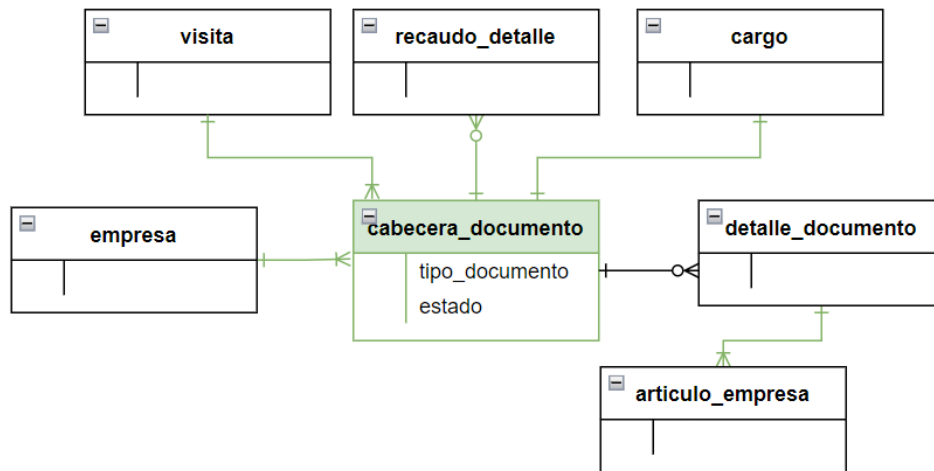 visita
recaudo_detalle
cargo
empresa
cabecera_documento
tipo_documento
estado
detalle_documento
articulo_empresa